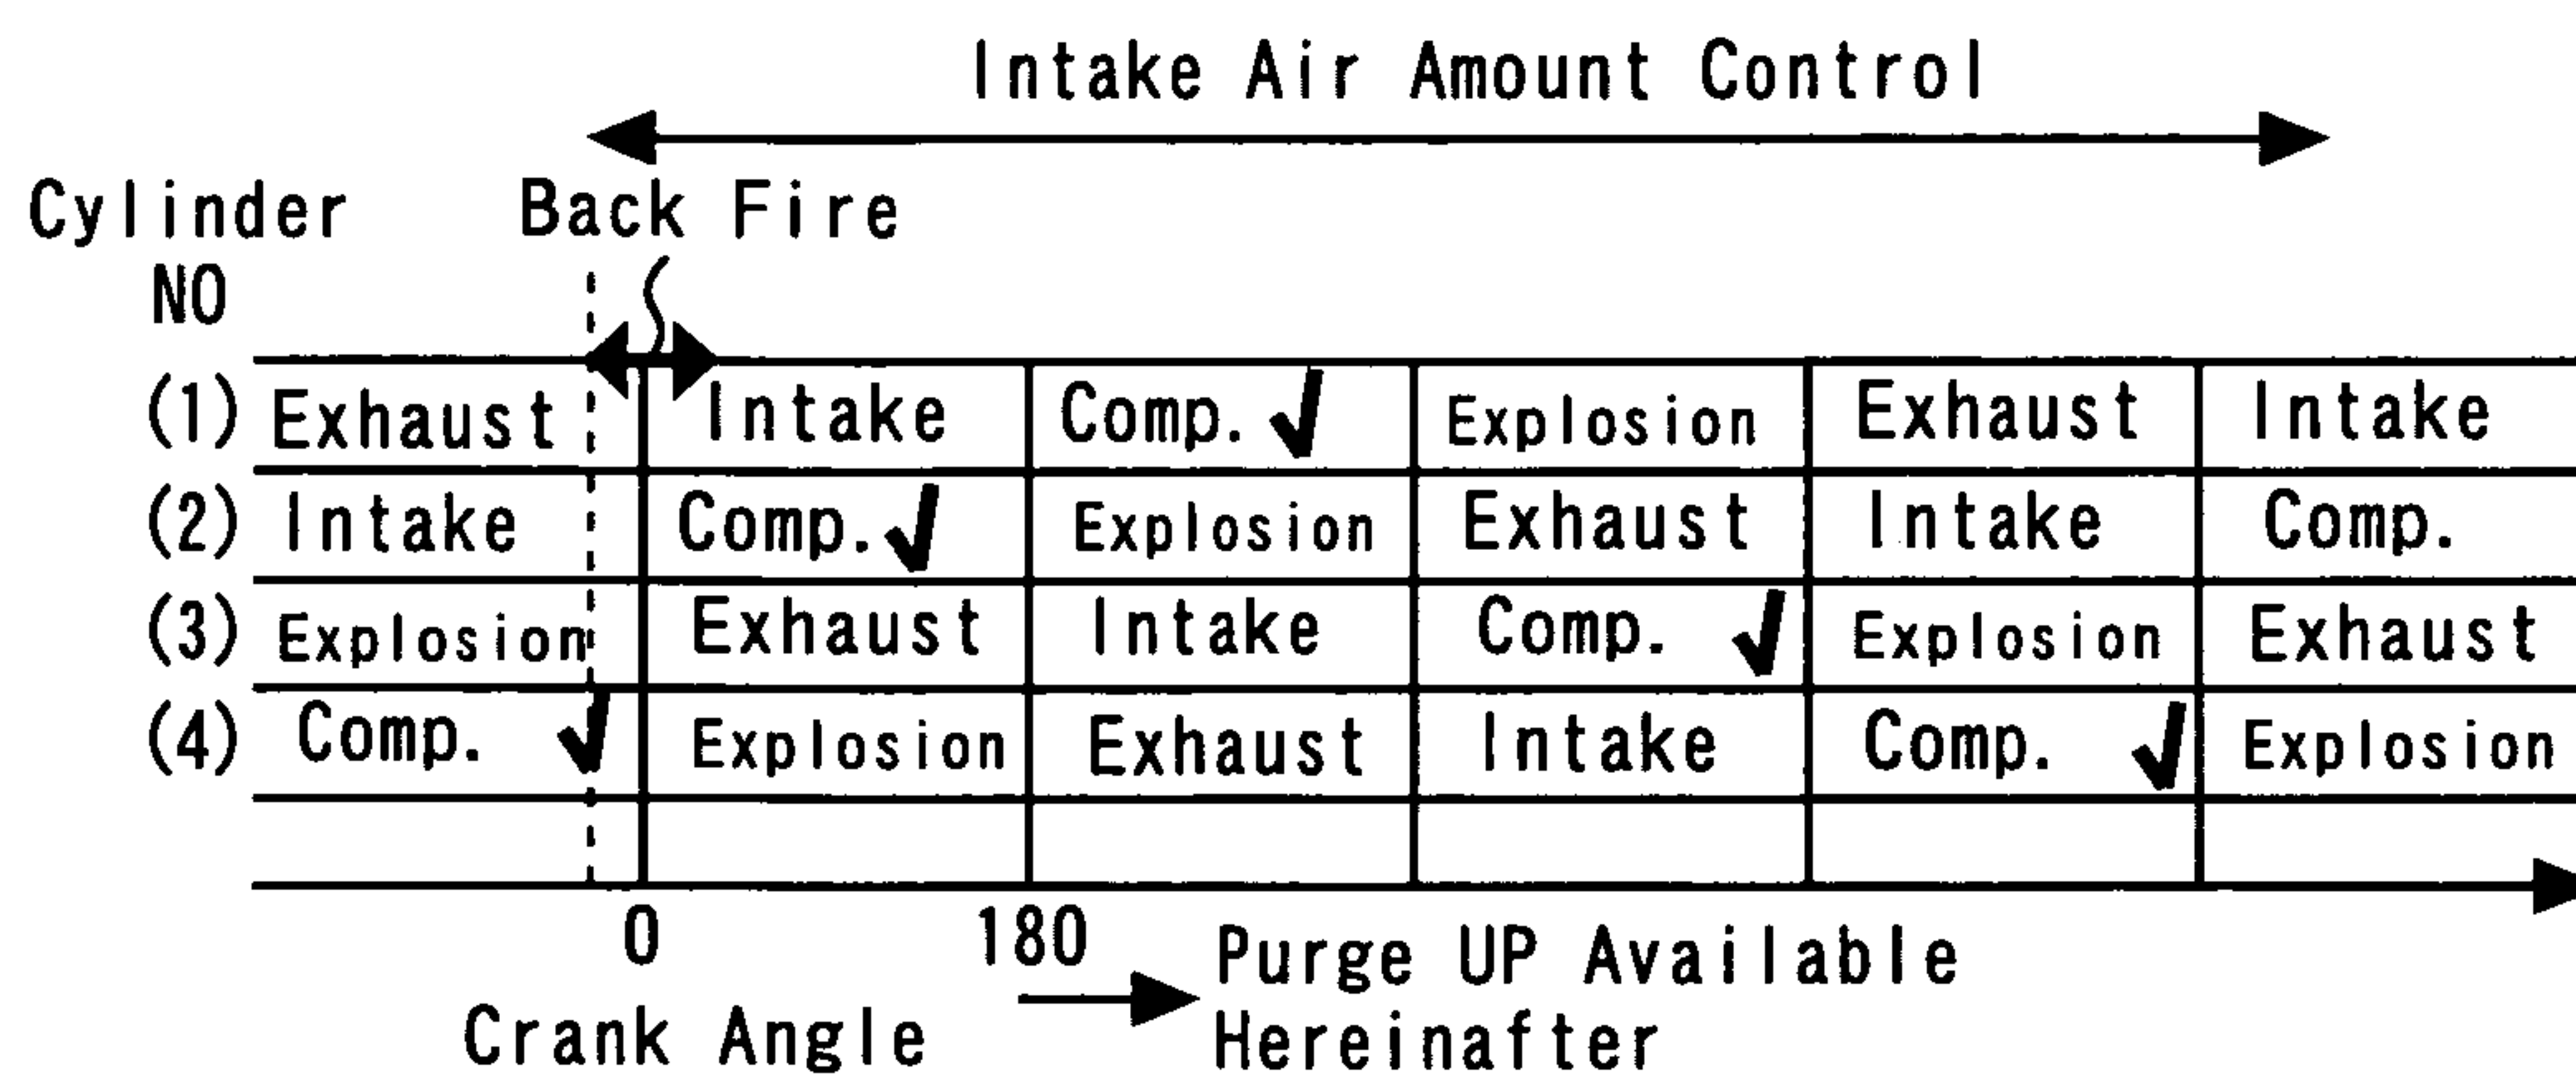 Intake Air Amount Control
Cylinder NO
Back Fire
(1) Exhaust Intake Comp. ✓ Explosion Exhaust Intake
(2) Intake Comp. ✓ Explosion Exhaust Intake Comp.
(3) Explosion Exhaust Intake Comp. ✓ Explosion Exhaust
(4) Comp. ✓ Explosion Exhaust Intake Comp. ✓ Explosion
0 180
Crank Angle
Purge UP Available
Hereinafter